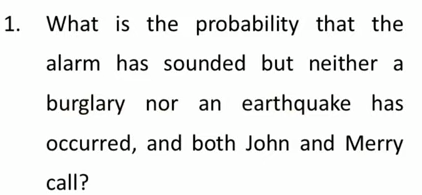 1. What is the probability that the
alarm has sounded but neither a
burglary nor an earthquake has
occurred, and both John and Merry
call?